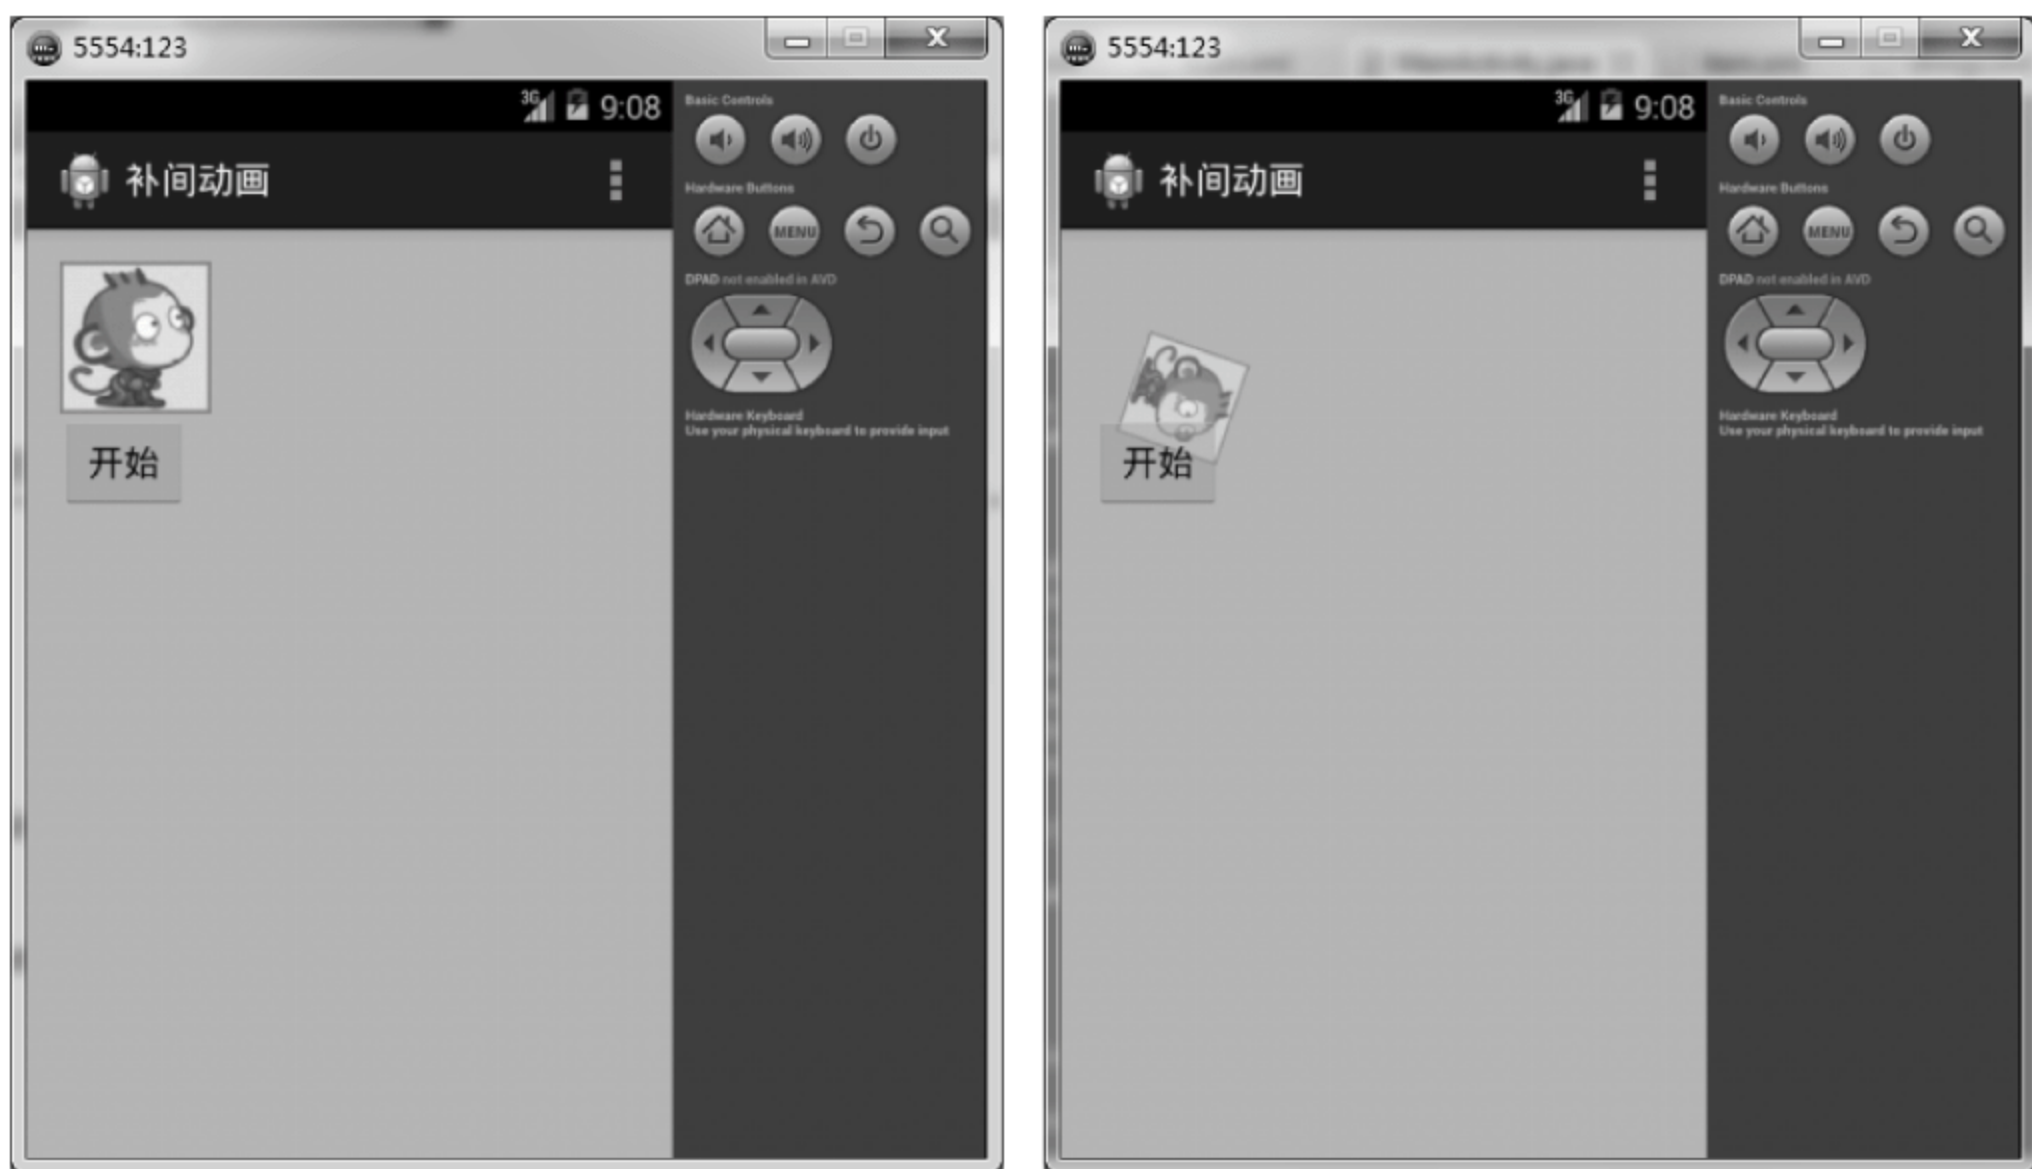 5554:123
3G 9:08
补间动画
开始
Basic Controls
Hardware Buttons
MENU
DPAD not enabled in AVD
Hardware Keyboard
Use your physical keyboard to provide input
5554:123
3G 9:08
补间动画
开始
Basic Controls
Hardware Buttons
MENU
DPAD not enabled in AVD
Hardware Keyboard
Use your physical keyboard to provide input